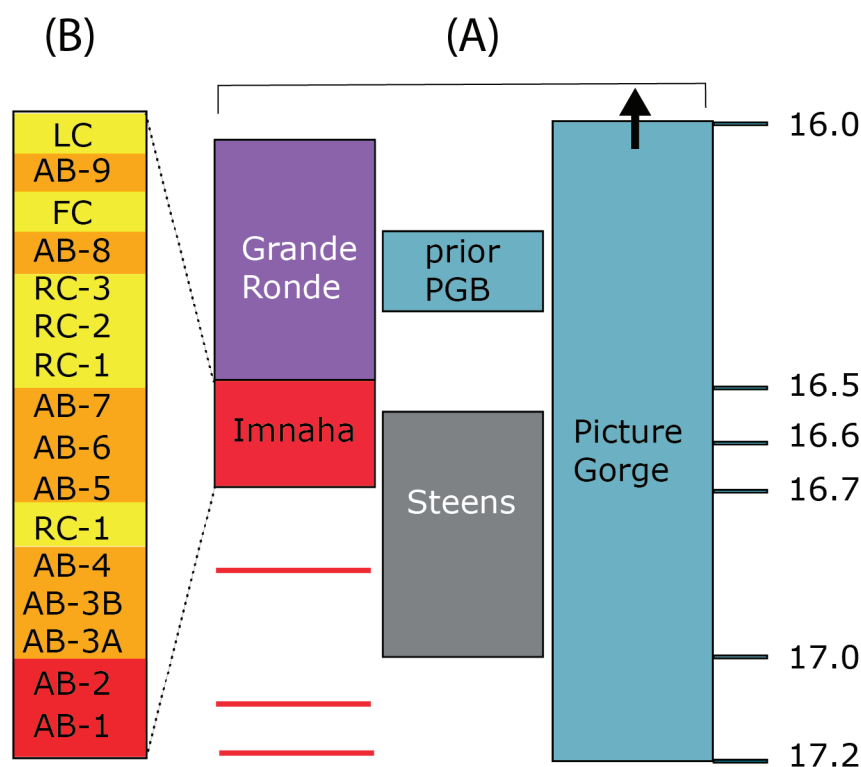 (B)
(A)
LC
AB-9
FC
AB-8
RC-3
RC-2
RC-1
AB-7
AB-6
AB-5
RC-1
AB-4
AB-3B
AB-3A
AB-2
AB-1
Grande
Ronde
Imnaha
prior
PGB
Steens
Picture
Gorge
16.0
16.5
16.6
16.7
17.0
17.2